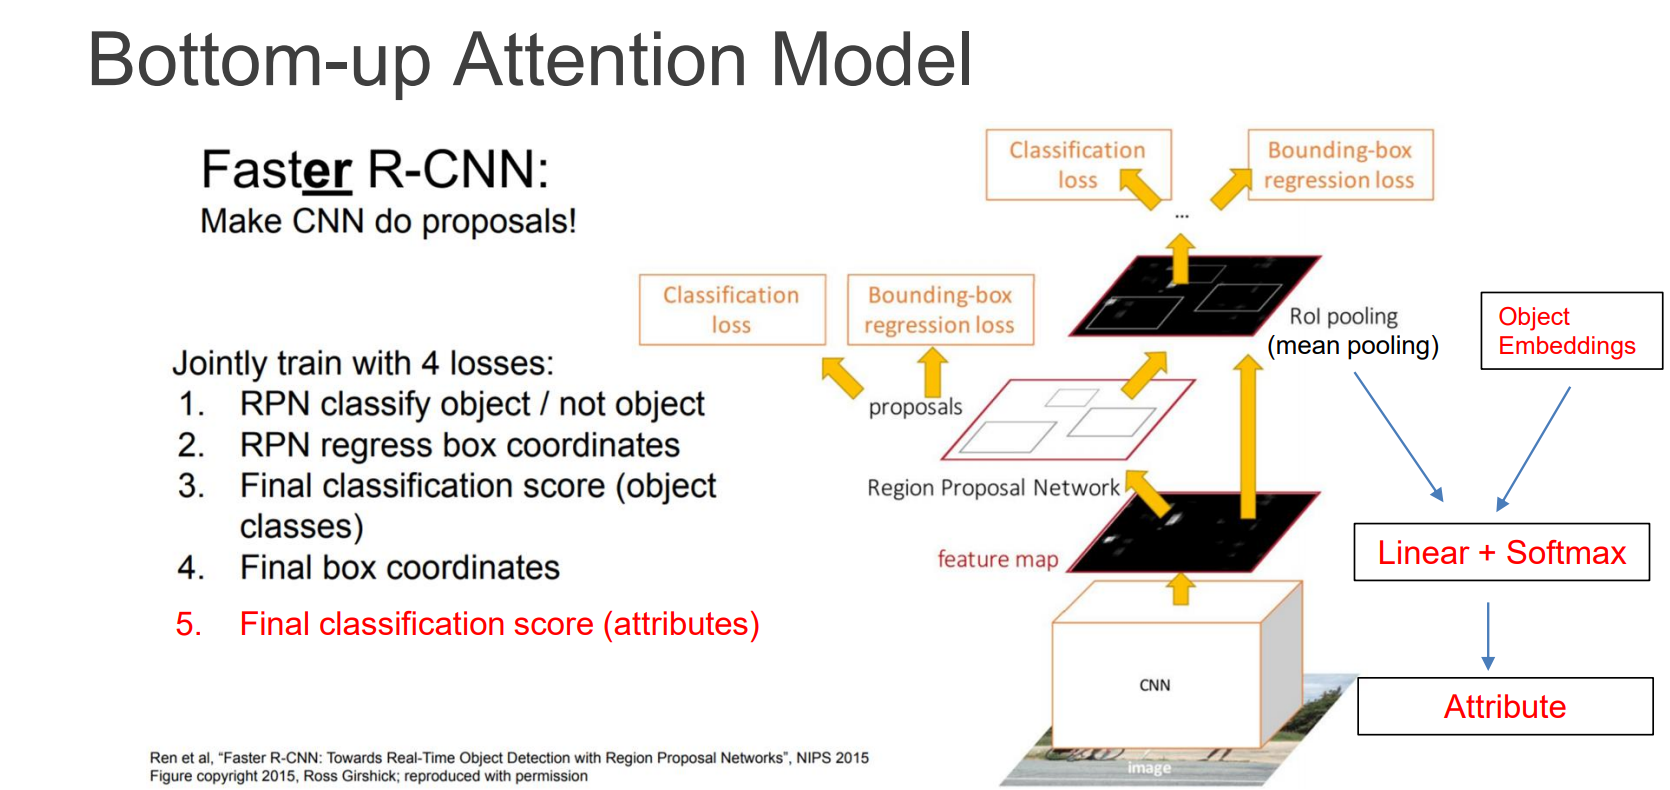 Bottom-up Attention Model
Faster R-CNN:
Make CNN do proposals!
Jointly train with 4 losses:
1. RPN classify object / not object
2. RPN regress box coordinates
3. Final classification score (object
classes)
4. Final box coordinates
5. Final classification score (attributes)
Classification
loss
Bounding-box
regression loss
...
Classification
loss
Bounding-box
regression loss
RoI pooling
(mean pooling)
Object
Embeddings
proposals
Region Proposal Network
feature map
Linear + Softmax
CNN
Attribute
image
Ren et al, “Faster R-CNN: Towards Real-Time Object Detection with Region Proposal Networks”, NIPS 2015
Figure copyright 2015, Ross Girshick; reproduced with permission